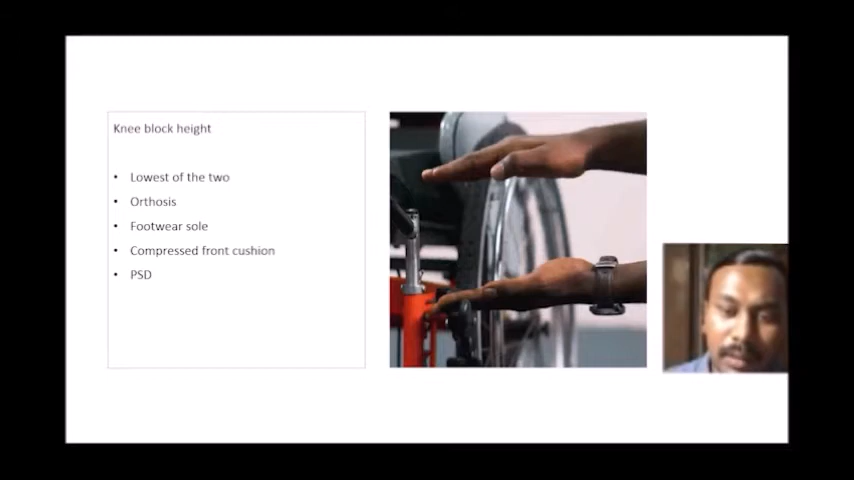 Knee block height
• Lowest of the two
• Orthosis
• Footwear sole
• Compressed front cushion
• PSD